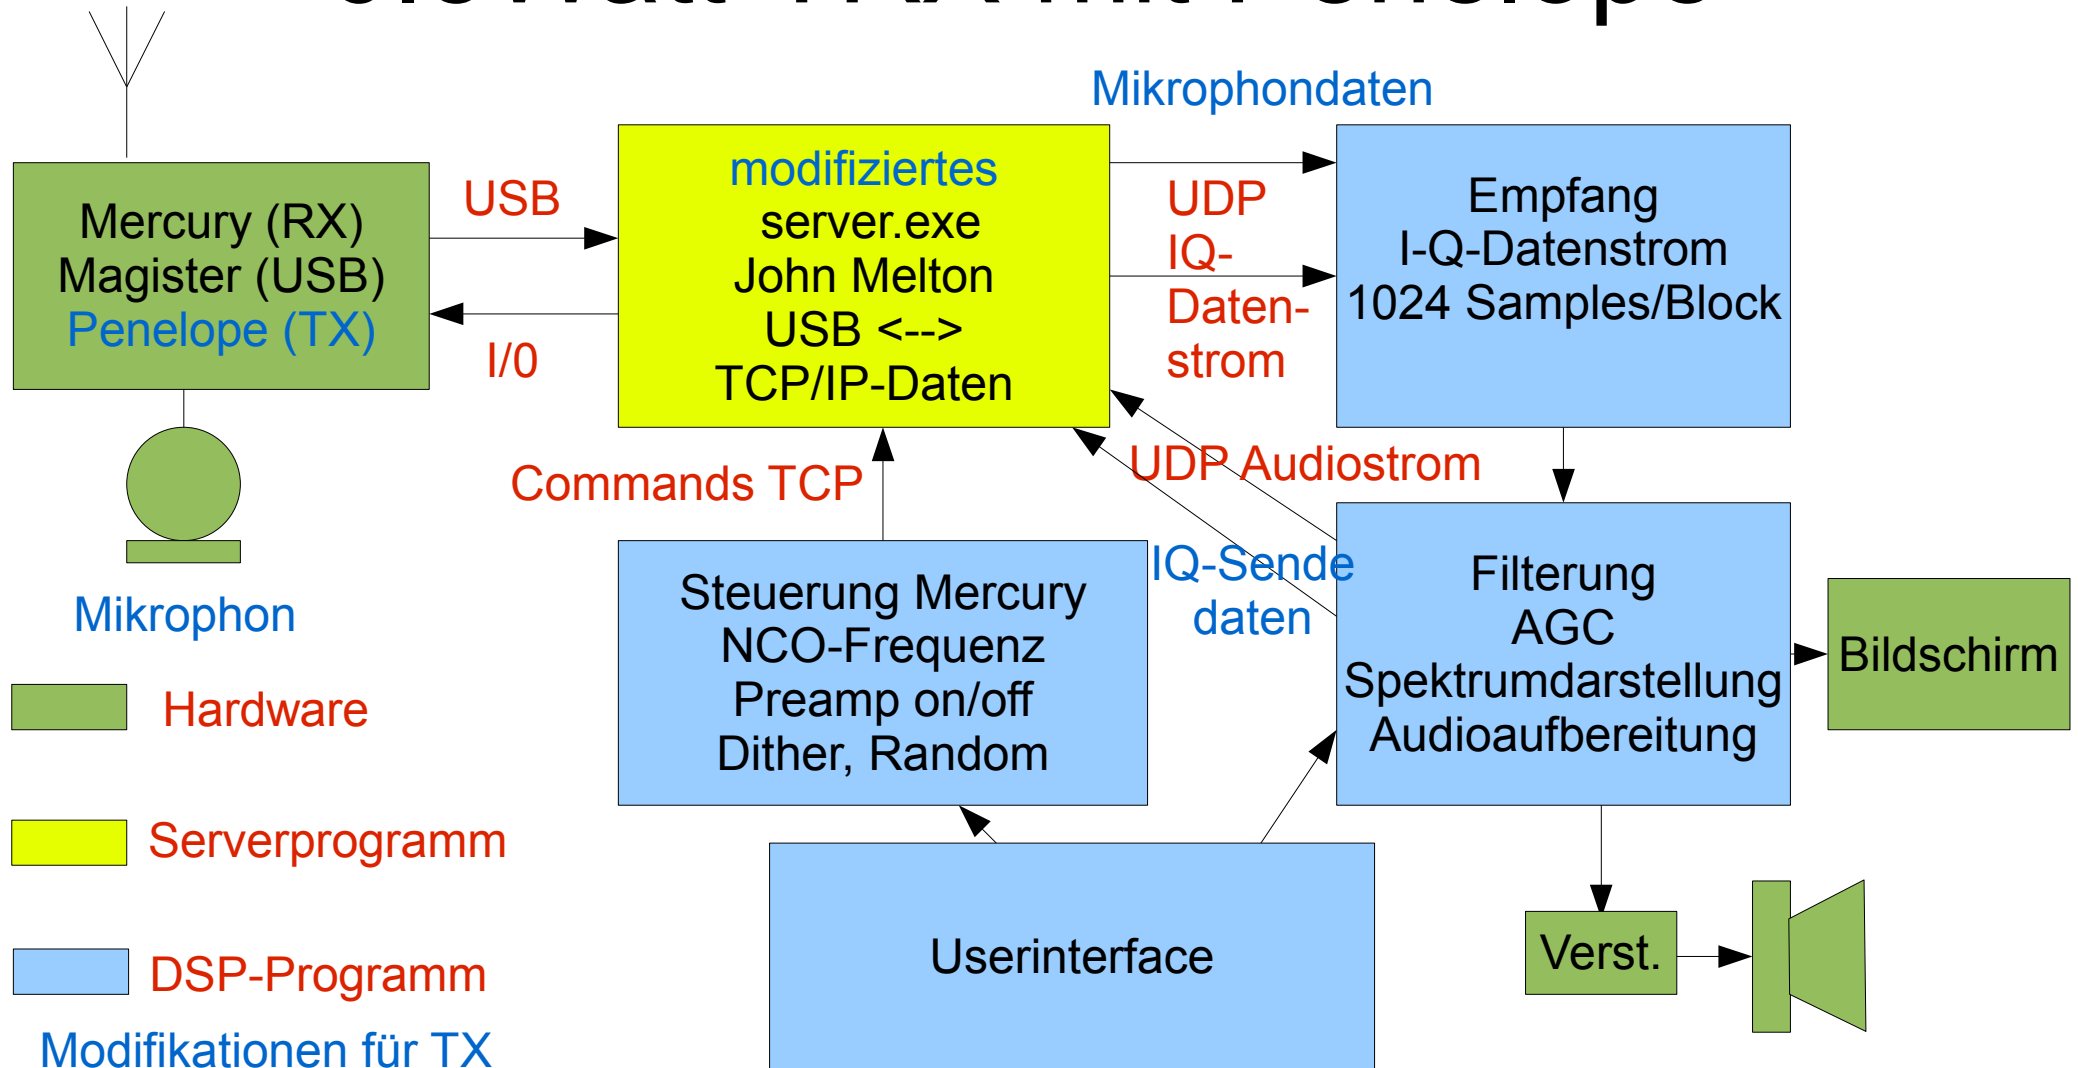 TRX mit Penelope
Mikrophondaten
Mercury (RX)
Magister (USB)
Penelope (TX)
USB
I/0
modifiziertes
server.exe
John Melton
USB <-->
TCP/IP-Daten
UDP
IQ-
Daten-
strom
Empfang
I-Q-Datenstrom
1024 Samples/Block
Commands TCP
UDP Audiostrom
IQ-Sende
daten
Mikrophon
Steuerung Mercury
NCO-Frequenz
Preamp on/off
Dither, Random
Filterung
AGC
Spektrumdarstellung
Audioaufbereitung
Bildschirm
Hardware
Serverprogramm
DSP-Programm
Modifikationen für TX
Userinterface
Verst.